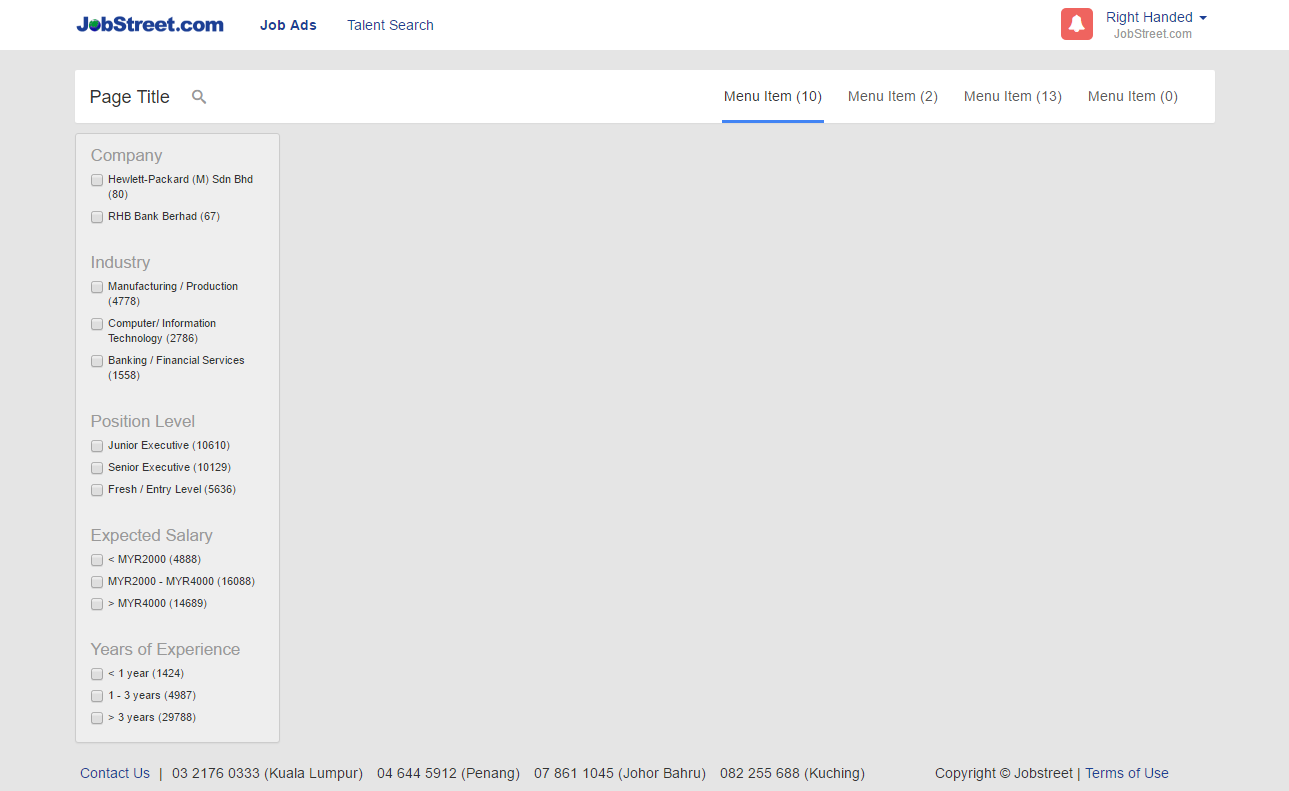 JobStreet.com Job Ads Talent Search Right Handed
JobStreet.com
Page Title Menu Item (10) Menu Item (2) Menu Item (13) Menu Item (0)
Company
Hewlett-Packard (M) Sdn Bhd
(80)
RHB Bank Berhad (67)
Industry
Manufacturing / Production
(4778)
Computer/ Information
Technology (2786)
Banking / Financial Services
(1558)
Position Level
Junior Executive (10610)
Senior Executive (10129)
Fresh / Entry Level (5636)
Expected Salary
< MYR2000 (4888)
MYR2000 - MYR4000 (16088)
> MYR4000 (14689)
Years of Experience
< 1 year (1424)
1 - 3 years (4987)
> 3 years (29788)
Contact Us | 03 2176 0333 (Kuala Lumpur) 04 644 5912 (Penang) 07 861 1045 (Johor Bahru) 082 255 688 (Kuching) Copyright © Jobstreet | Terms of Use